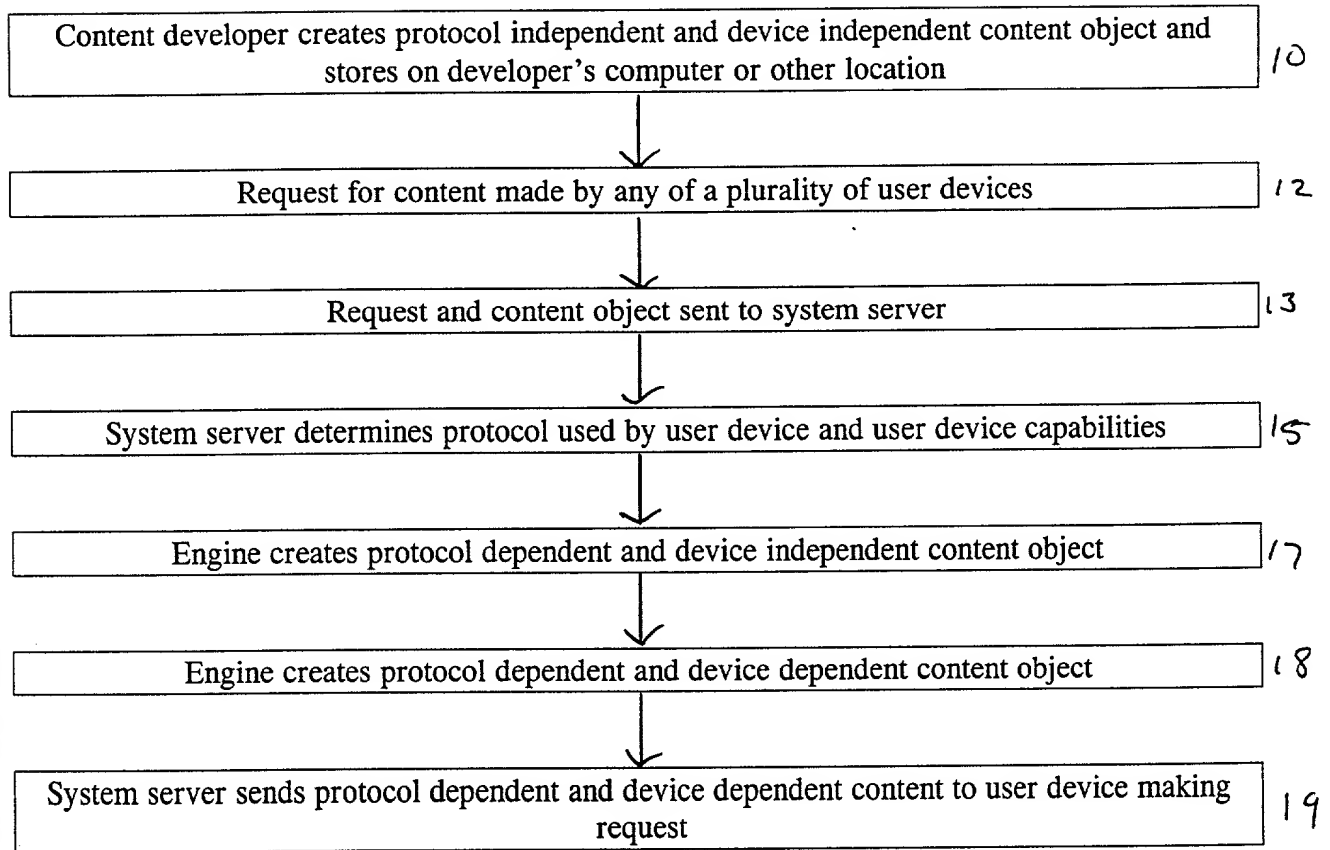 Content developer creates protocol independent and device independent content object and
stores on developer's computer or other location
10
Request for content made by any of a plurality of user devices
12
Request and content object sent to system server
13
System server determines protocol used by user device and user device capabilities
15
Engine creates protocol dependent and device independent content object
17
Engine creates protocol dependent and device dependent content object
18
System server sends protocol dependent and device dependent content to user device making
request
19